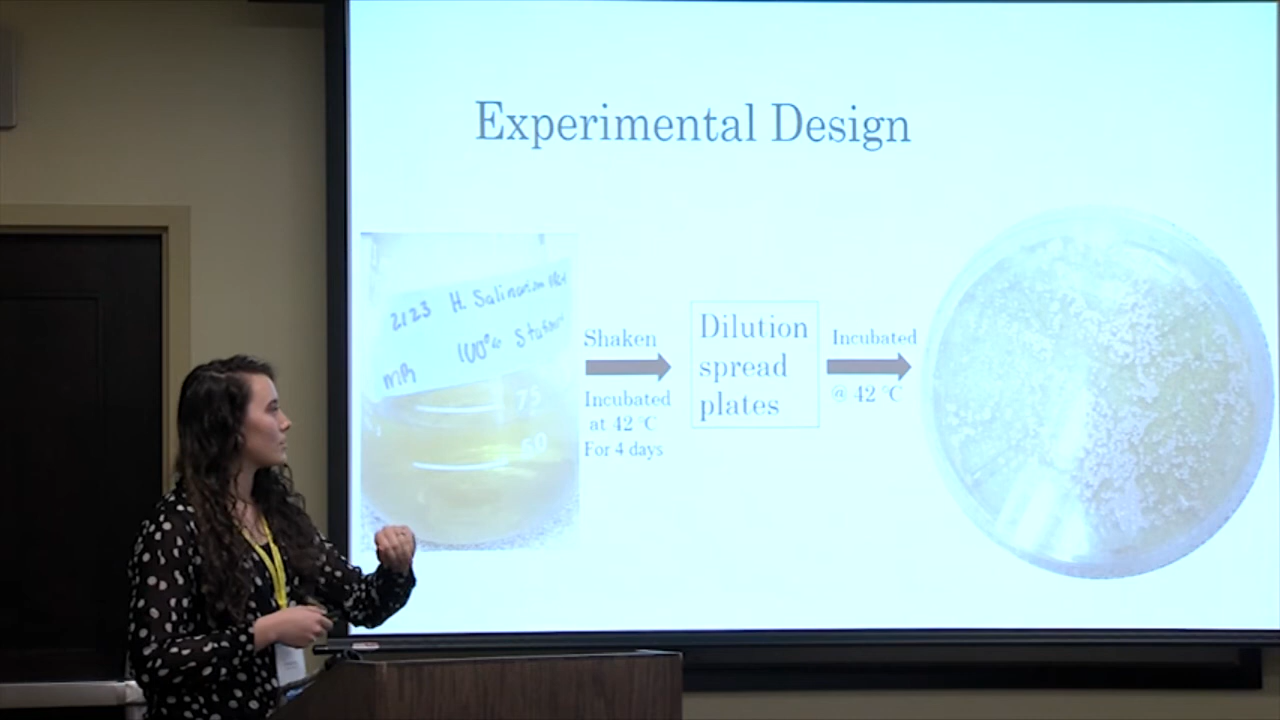 Experimental Design
2123 H. Salinarum
100%
MR
75
50
Shaken
Incubated
at 42 °C
For 4 days
Dilution
spread
plates
Incubated
@ 42 °C